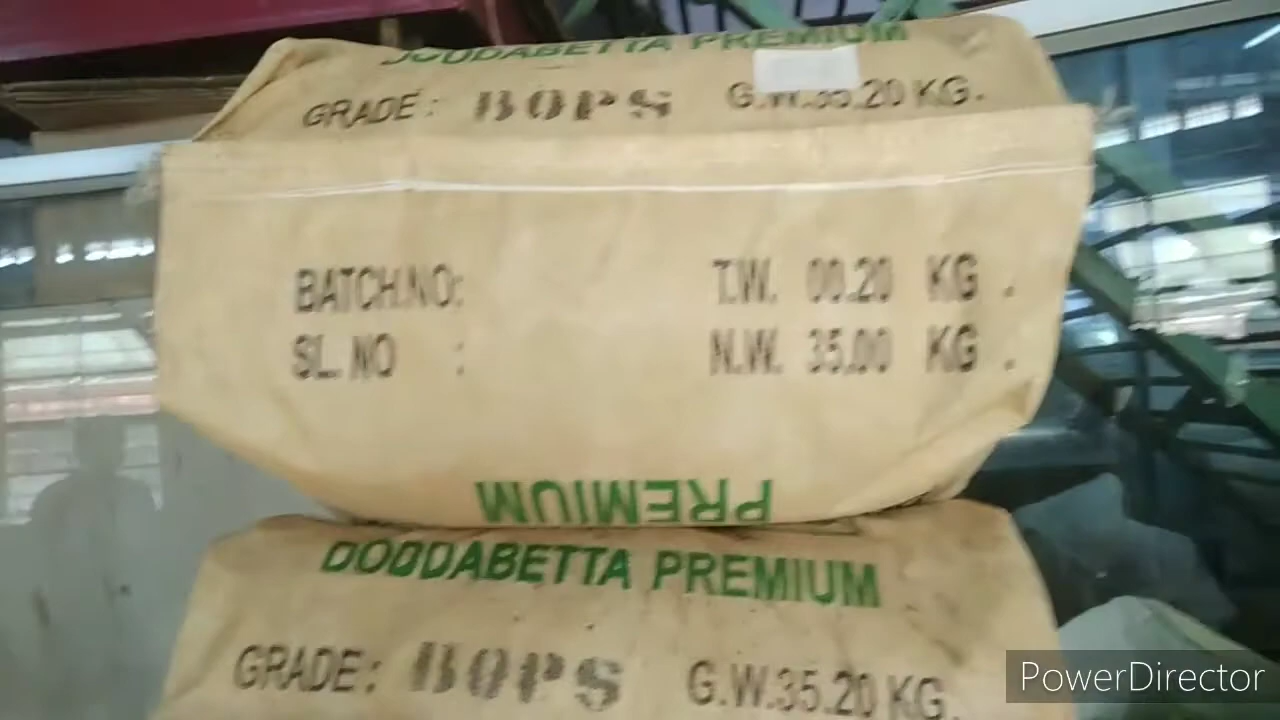 DODDABETTA PREMIUM
GRADE: BOPS G.W.35.20 KG.
BATCH.NO: T.W. 00.20 KG.
SL. NO : N.W. 35.00 KG.
PREMIUM
DODDABETTA PREMIUM
GRADE: BOPS G.W.35.20 KG.
PowerDirector